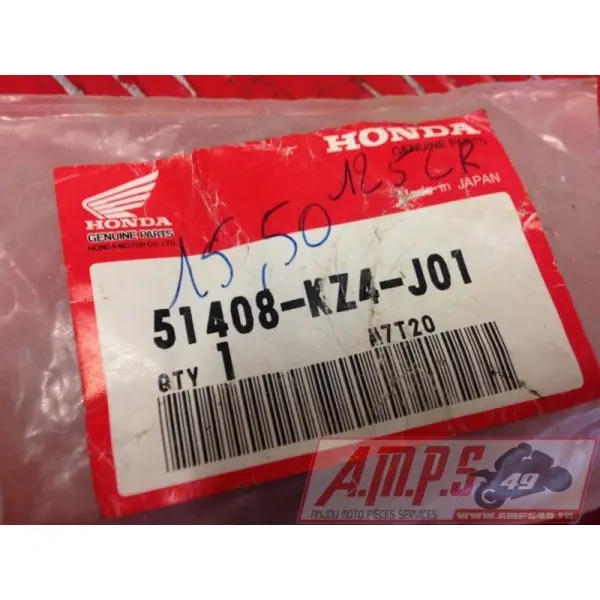 HONDA
GENUINE PARTS
Made in JAPAN
125 CR
HONDA
GENUINE PARTS
HONDA MOTOR CO.,LTD.
15,50
51408-KZ4-J01
QTY 1
A7T20
A.M.P.S
49
ANJOU MOTO PIÈCES SERVICES
WWW.AMPS49.FR